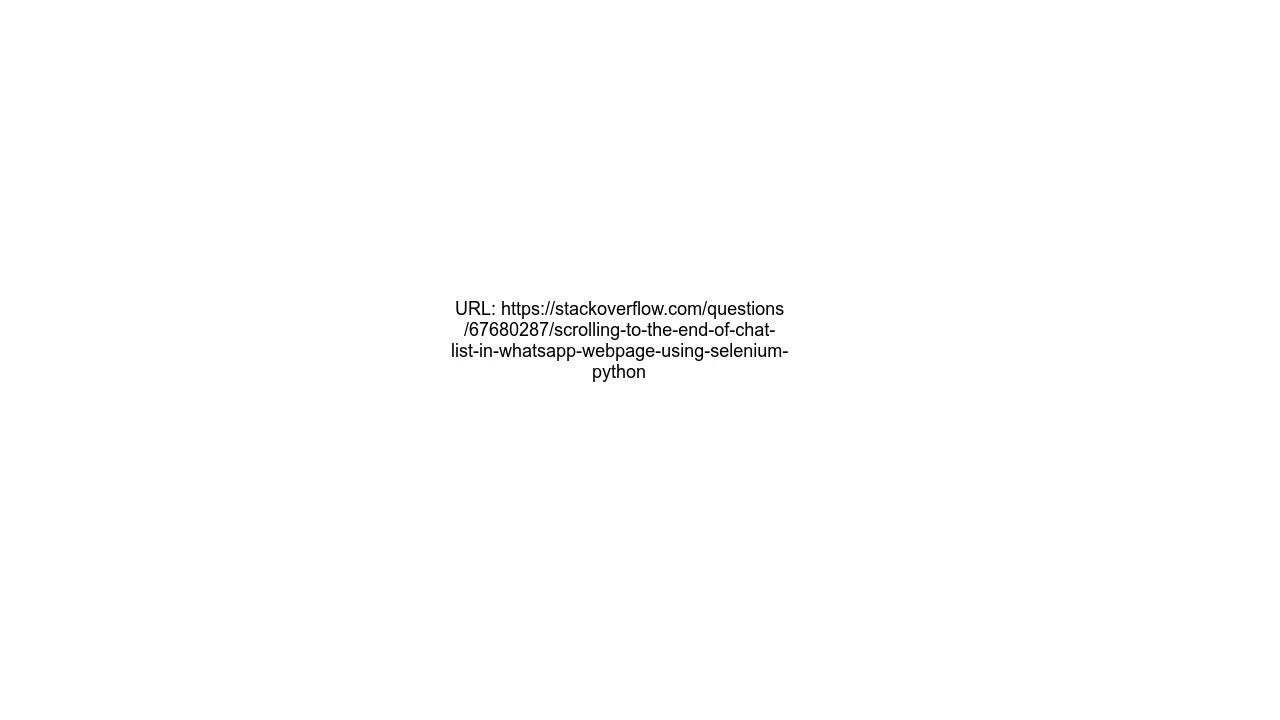 URL: https://stackoverflow.com/questions
/67680287/scrolling-to-the-end-of-chat-
list-in-whatsapp-webpage-using-selenium-
python